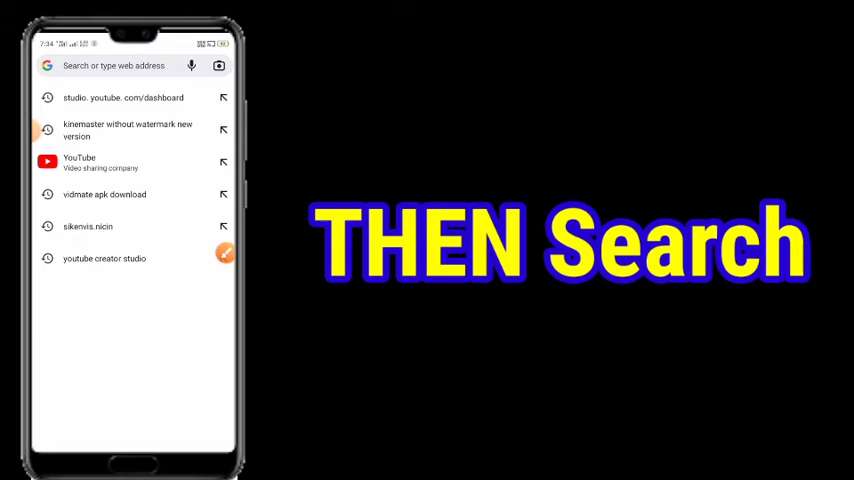 7:34
Search or type web address
studio. youtube. com/dashboard
kinemaster without watermark new
version
YouTube
Video sharing company
vidmate apk download
sikenvis.nicin
youtube creator studio
THEN Search